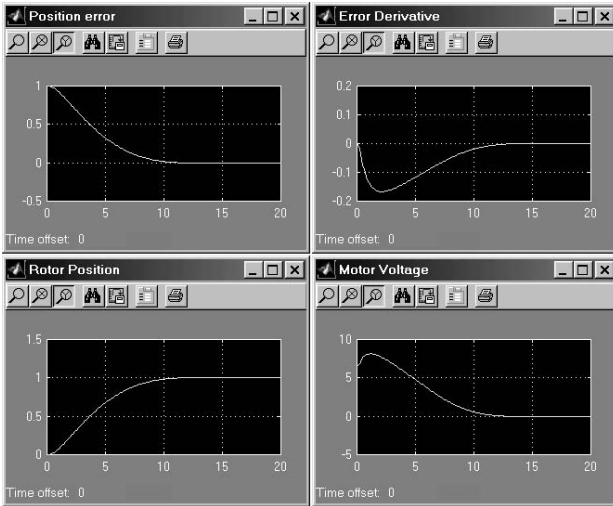 Position error
1
0.5
0
-0.5
0 5 10 15 20
Time offset: 0
Error Derivative
0.2
0.1
0
-0.1
-0.2
0 5 10 15 20
Time offset: 0
Rotor Position
1.5
1
0.5
0
0 5 10 15 20
Time offset: 0
Motor Voltage
10
5
0
-5
0 5 10 15 20
Time offset: 0